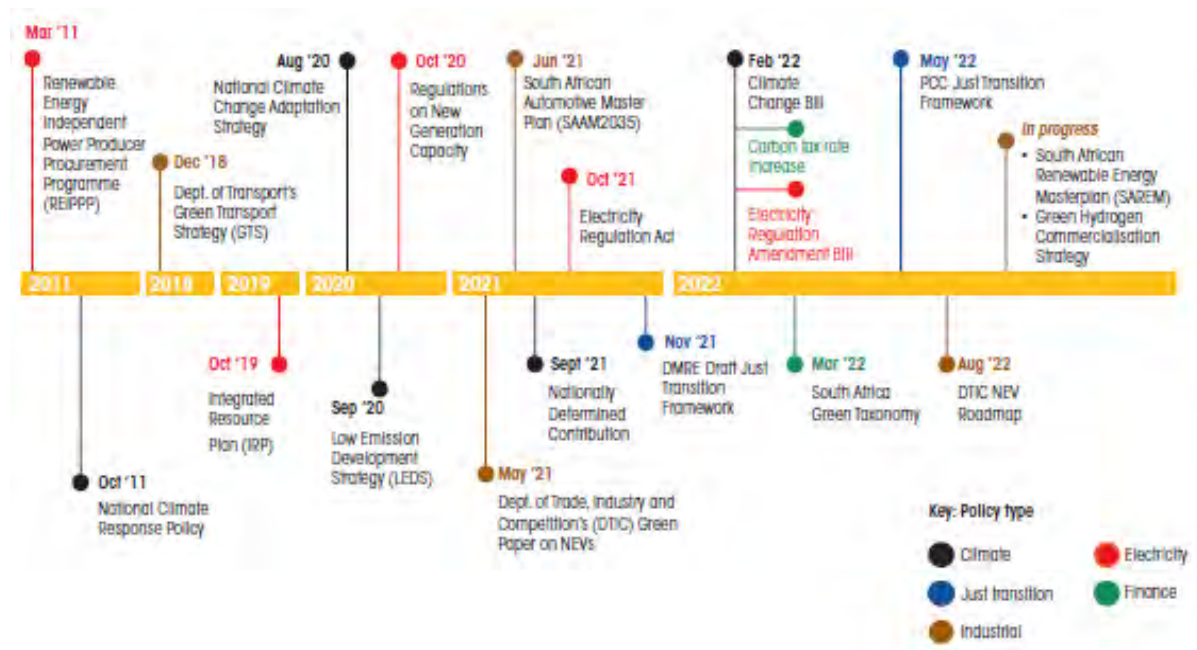 Mar '11
Renewable
Energy
Independent
Power Producer
Procurement
Programme
(REIPPP)
Dec '18
Dept. of Transport's
Green Transport
Strategy (GTS)
Aug '20
National Climate
Change Adaptation
Strategy
Oct '20
Regulations
on New
Generation
Capacity
Jun '21
South African
Automotive Master
Plan (SAAM2035)
Oct '21
Electricity
Regulation Act
Feb '22
Climate
Change Bill
Carbon tax rate
increase
Electricity
Regulation
Amendment Bill
May '22
PCC Just Transition
Framework
In progress
• South African
Renewable Energy
Masterplan (SAREM)
• Green Hydrogen
Commercialisation
Strategy
2011 2018 2019 2020 2021 2022
Oct '11
National Climate
Response Policy
Oct '19
Integrated
Resource
Plan (IRP)
Sep '20
Low Emission
Development
Strategy (LEDS)
May '21
Dept. of Trade, Industry and
Competition's (DTIC) Green
Paper on NEVs
Sept '21
Nationally
Determined
Contribution
Nov '21
DMRE Draft Just
Transition
Framework
Mar '22
South Africa
Green Taxonomy
Aug '22
DTIC NEV
Roadmap
Key: Policy type
Climate
Electricity
Just transition
Finance
Industrial